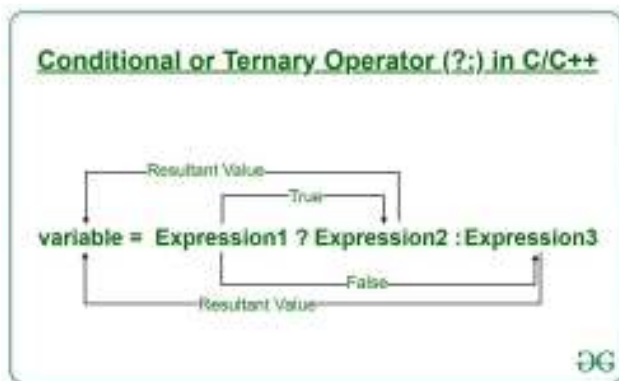 Conditional or Ternary Operator (?:) in C/C++
Resultant Value
True
variable = Expression1 ? Expression2 : Expression3
False
Resultant Value